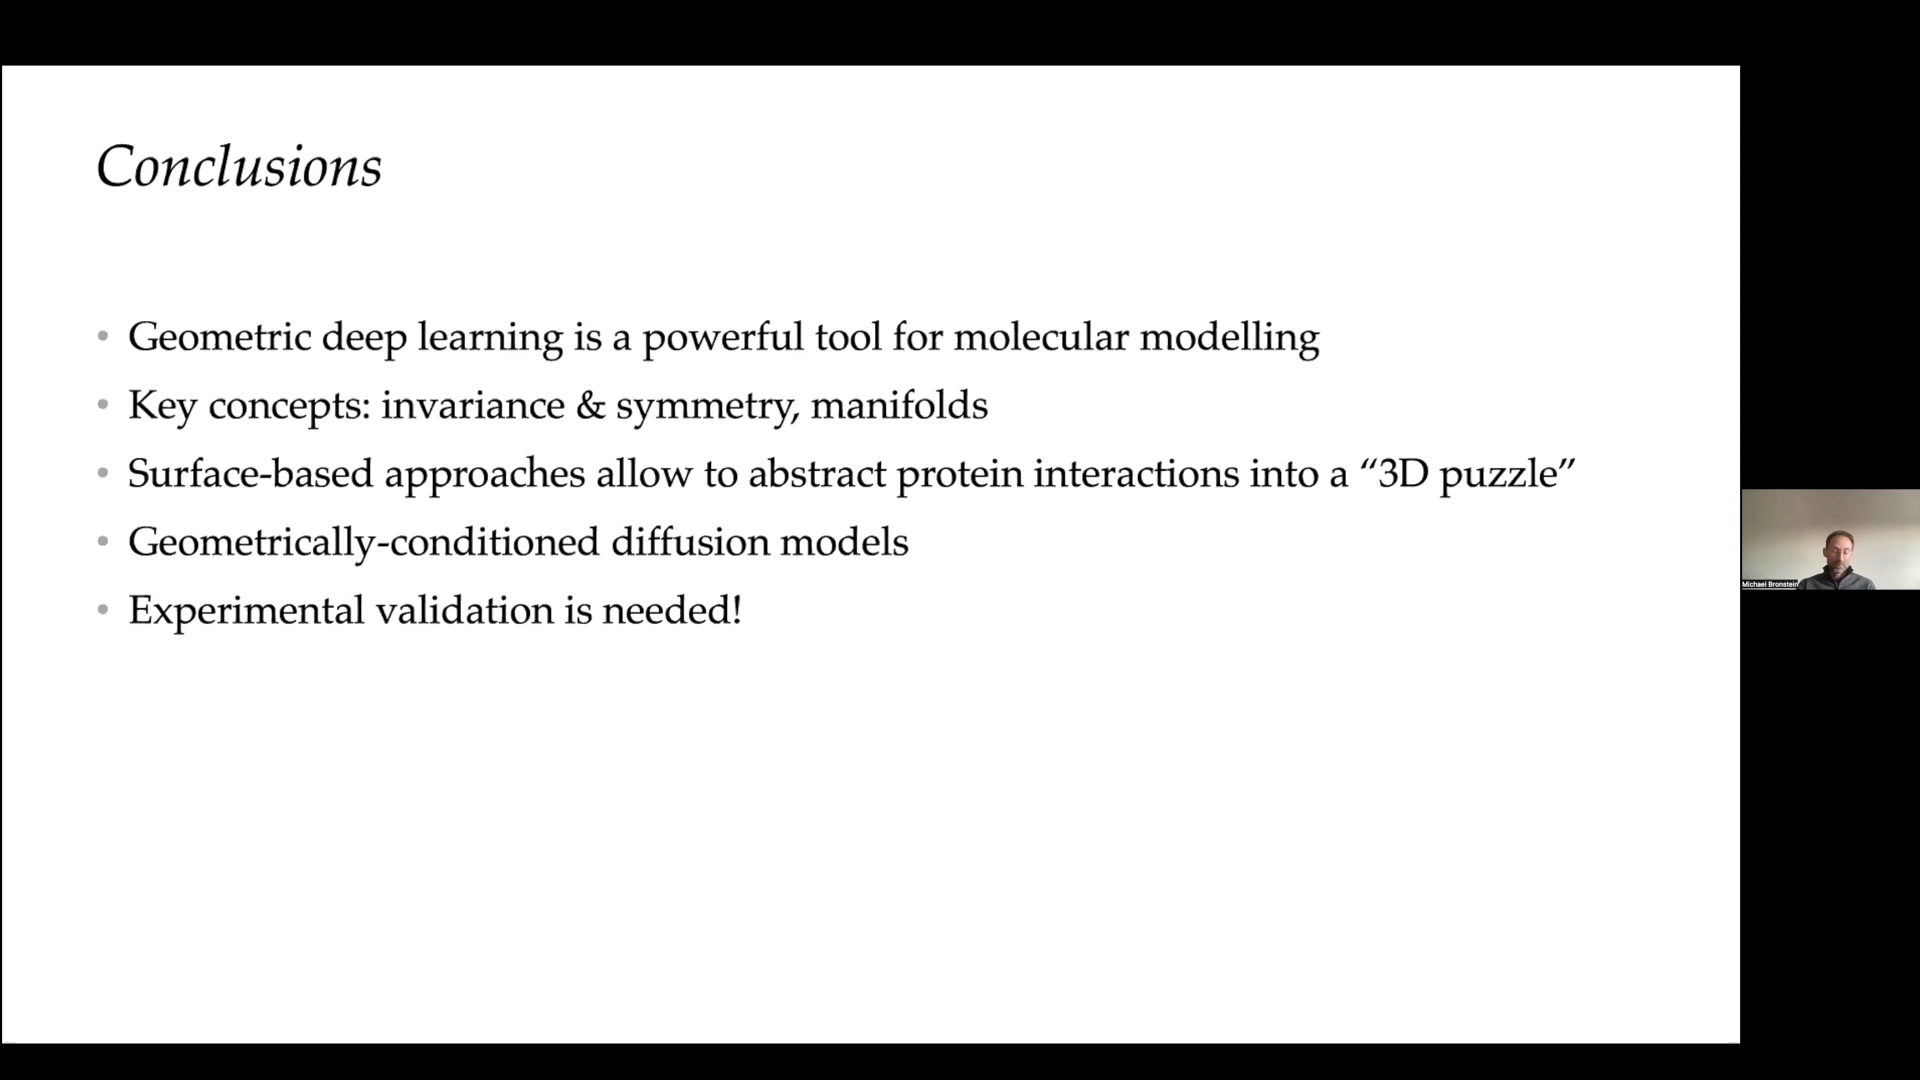 Conclusions
• Geometric deep learning is a powerful tool for molecular modelling
• Key concepts: invariance & symmetry, manifolds
• Surface-based approaches allow to abstract protein interactions into a “3D puzzle”
• Geometrically-conditioned diffusion models
• Experimental validation is needed!
Michael Bronstein